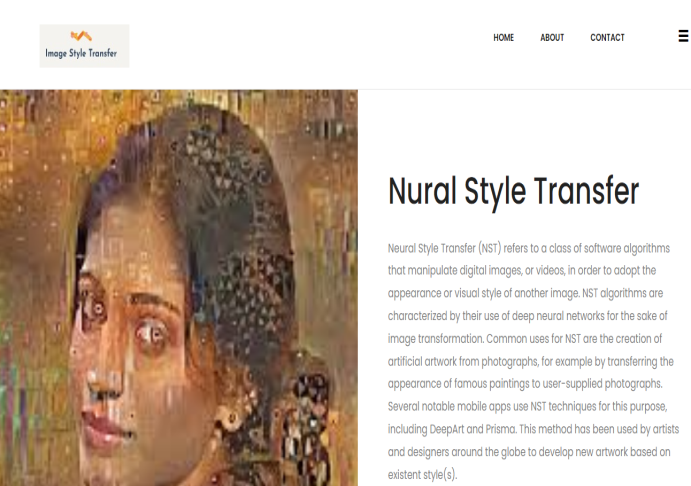 Image Style Transfer
HOME ABOUT CONTACT
Nural Style Transfer
Neural Style Transfer (NST) refers to a class of software algorithms
that manipulate digital images, or videos, in order to adopt the
appearance or visual style of another image. NST algorithms are
characterized by their use of deep neural networks for the sake of
image transformation. Common uses for NST are the creation of
artificial artwork from photographs, for example by transferring the
appearance of famous paintings to user-supplied photographs.
Several notable mobile apps use NST techniques for this purpose,
including DeepArt and Prisma. This method has been used by artists
and designers around the globe to develop new artwork based on
existent style(s).